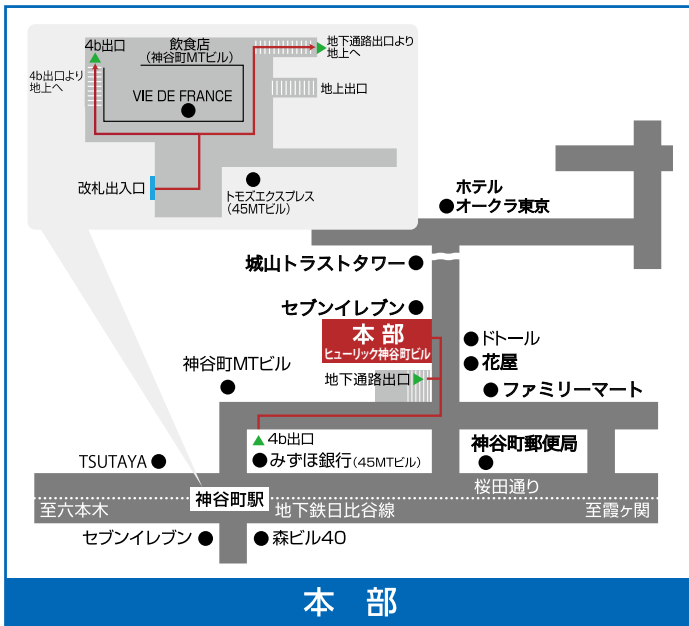 4b出口
飲食店
(神谷町MTビル)
地下通路出口より
地上へ
4b出口より
地上へ
VIE DE FRANCE
地上出口
改札出入口
トモズエクスプレス
(45MTビル)
ホテル
オークラ東京
城山トラストタワー
セブンイレブン
本部
ヒューリック神谷町ビル
ドトール
花屋
神谷町MTビル
地下通路出口
ファミリーマート
4b出口
みずほ銀行(45MTビル)
神谷町郵便局
TSUTAYA
桜田通り
神谷町駅
至六本木
地下鉄日比谷線
至霞ヶ関
セブンイレブン
森ビル40
本部